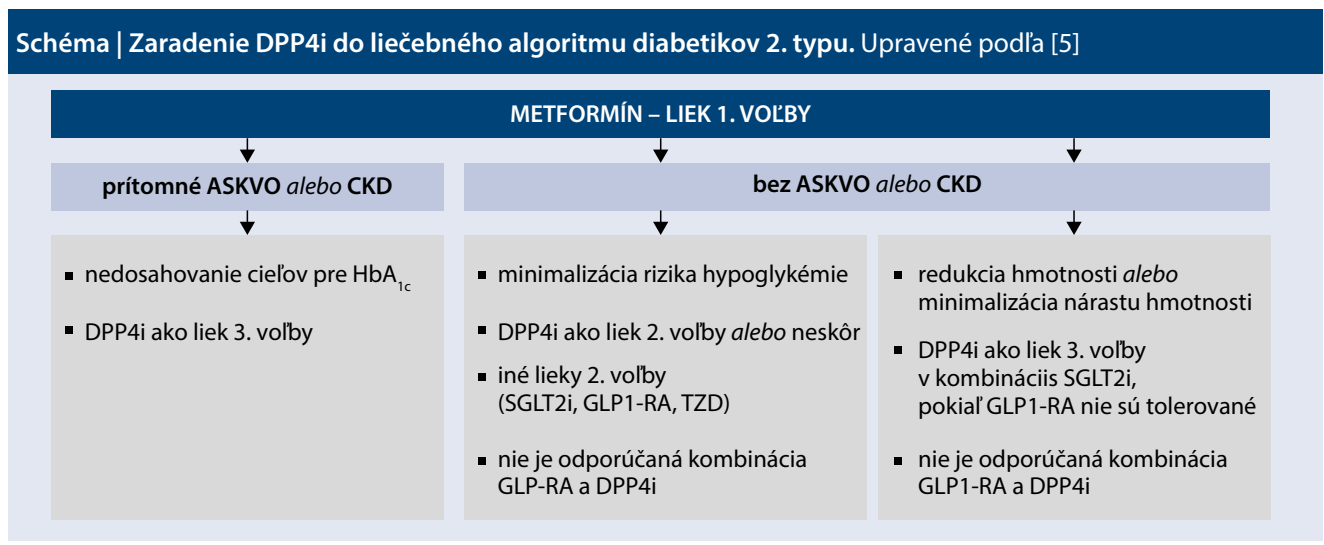 Schéma | Zaradenie DPP4i do liečebného algoritmu diabetikov 2. typu. Upravené podľa [5]
METFORMÍN – LIEK 1. VOĽBY
prítomné ASKVO alebo CKD
bez ASKVO alebo CKD
▪ nedosahovanie cieľov pre HbA1c
▪ DPP4i ako liek 3. voľby
▪ minimalizácia rizika hypoglykémie
▪ DPP4i ako liek 2. voľby alebo neskôr
▪ iné lieky 2. voľby
(SGLT2i, GLP1-RA, TZD)
▪ nie je odporúčaná kombinácia
GLP-RA a DPP4i
▪ redukcia hmotnosti alebo
minimalizácia nárastu hmotnosti
▪ DPP4i ako liek 3. voľby
v kombináciis SGLT2i,
pokiaľ GLP1-RA nie sú tolerované
▪ nie je odporúčaná kombinácia
GLP1-RA a DPP4i